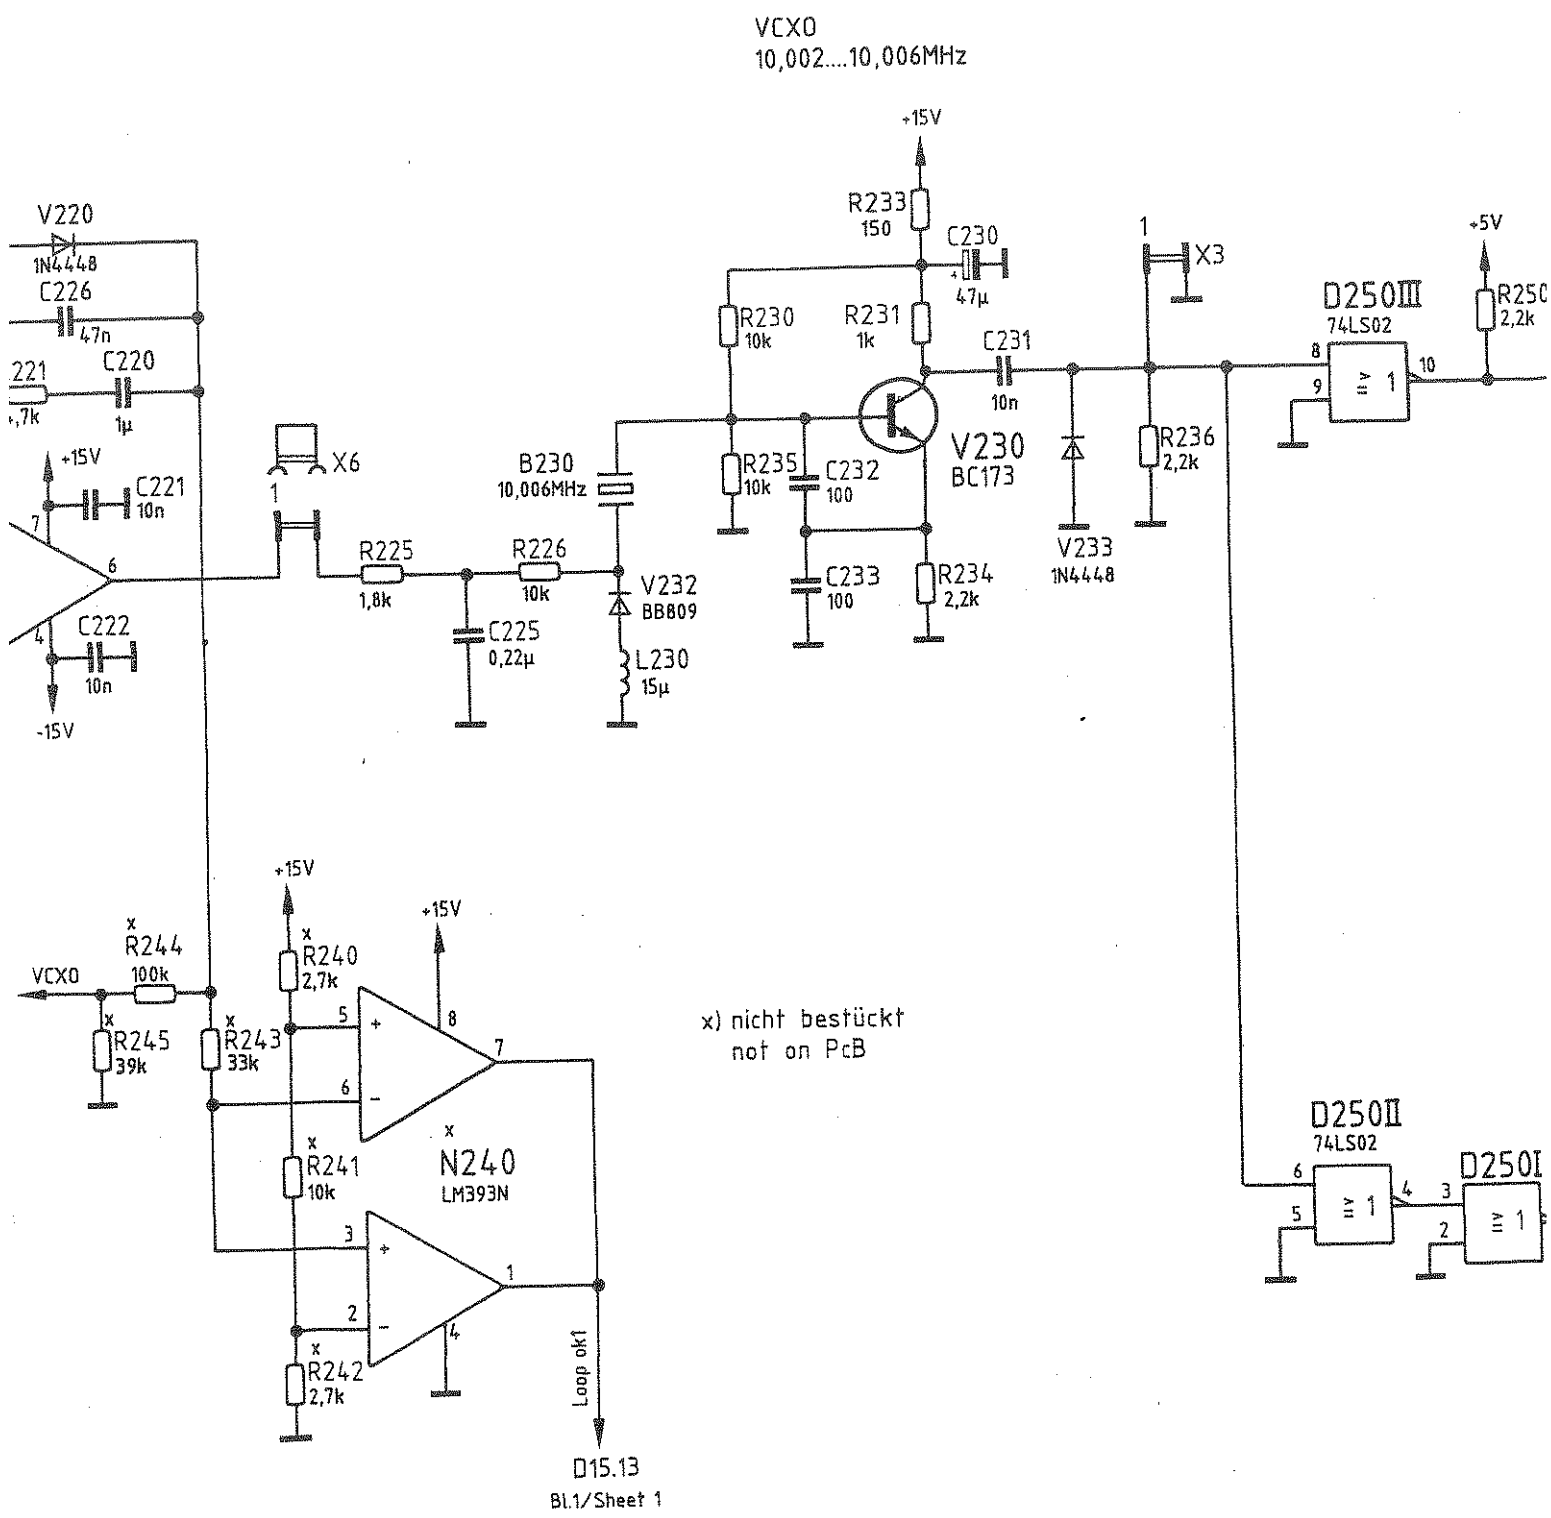 VCXO
10,002....10,006MHz
+15V
R233
150
C230
+
47µ
V220
1N4448
C226
47n
221
,7k
C220
1µ
+15V
C221
10n
7
6
4
C222
10n
-15V
X6
1
R225
1,8k
C225
0,22µ
R226
10k
B230
10,006MHz
V232
BB809
L230
15µ
R230
10k
R231
1k
R235
10k
C232
100
C233
100
V230
BC173
R234
2,2k
C231
10n
V233
1N4448
1
X3
R236
2,2k
D250III
74LS02
8
9
≥ 1
10
+5V
R250
2,2k
+15V
x
R240
2,7k
+15V
x
R244
100k
VCXO
x
R245
39k
x
R243
33k
5
+
8
7
6
-
x
R241
10k
x
N240
LM393N
3
+
1
2
-
4
x
R242
2,7k
Loop ok1
D15.13
Bl.1/Sheet 1
x) nicht bestückt
not on PcB
D250II
74LS02
6
5
≥ 1
4
D250I
3
2
≥ 1